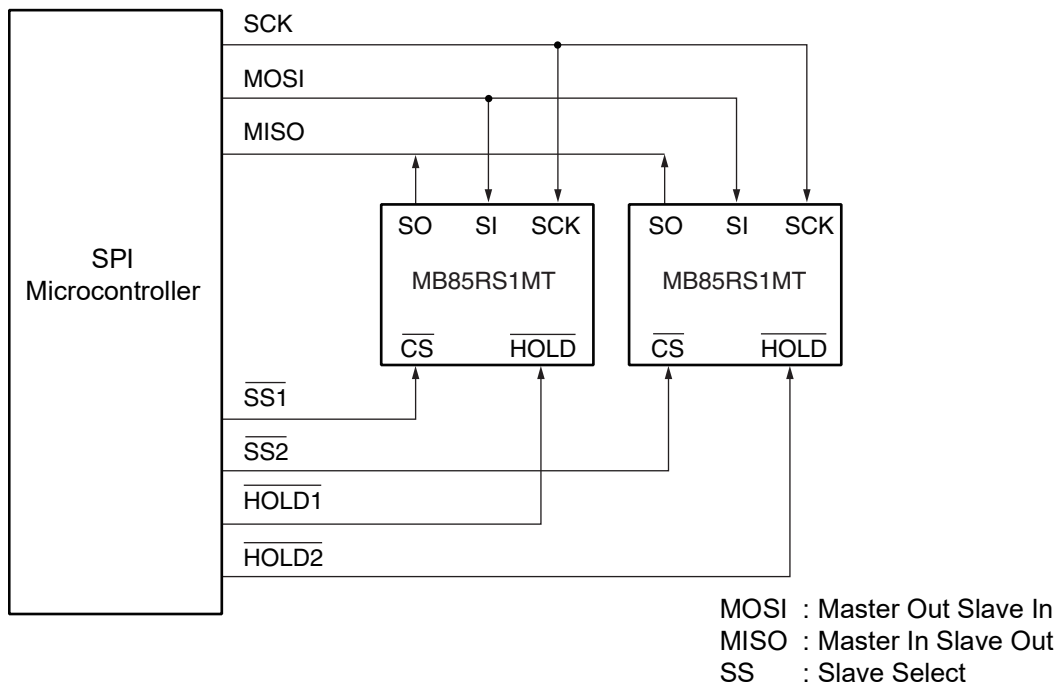 SCK
MOSI
MISO
SO SI SCK
MB85RS1MT
CS HOLD
SO SI SCK
MB85RS1MT
CS HOLD
SPI
Microcontroller
SS1
SS2
HOLD1
HOLD2
MOSI : Master Out Slave In
MISO : Master In Slave Out
SS : Slave Select